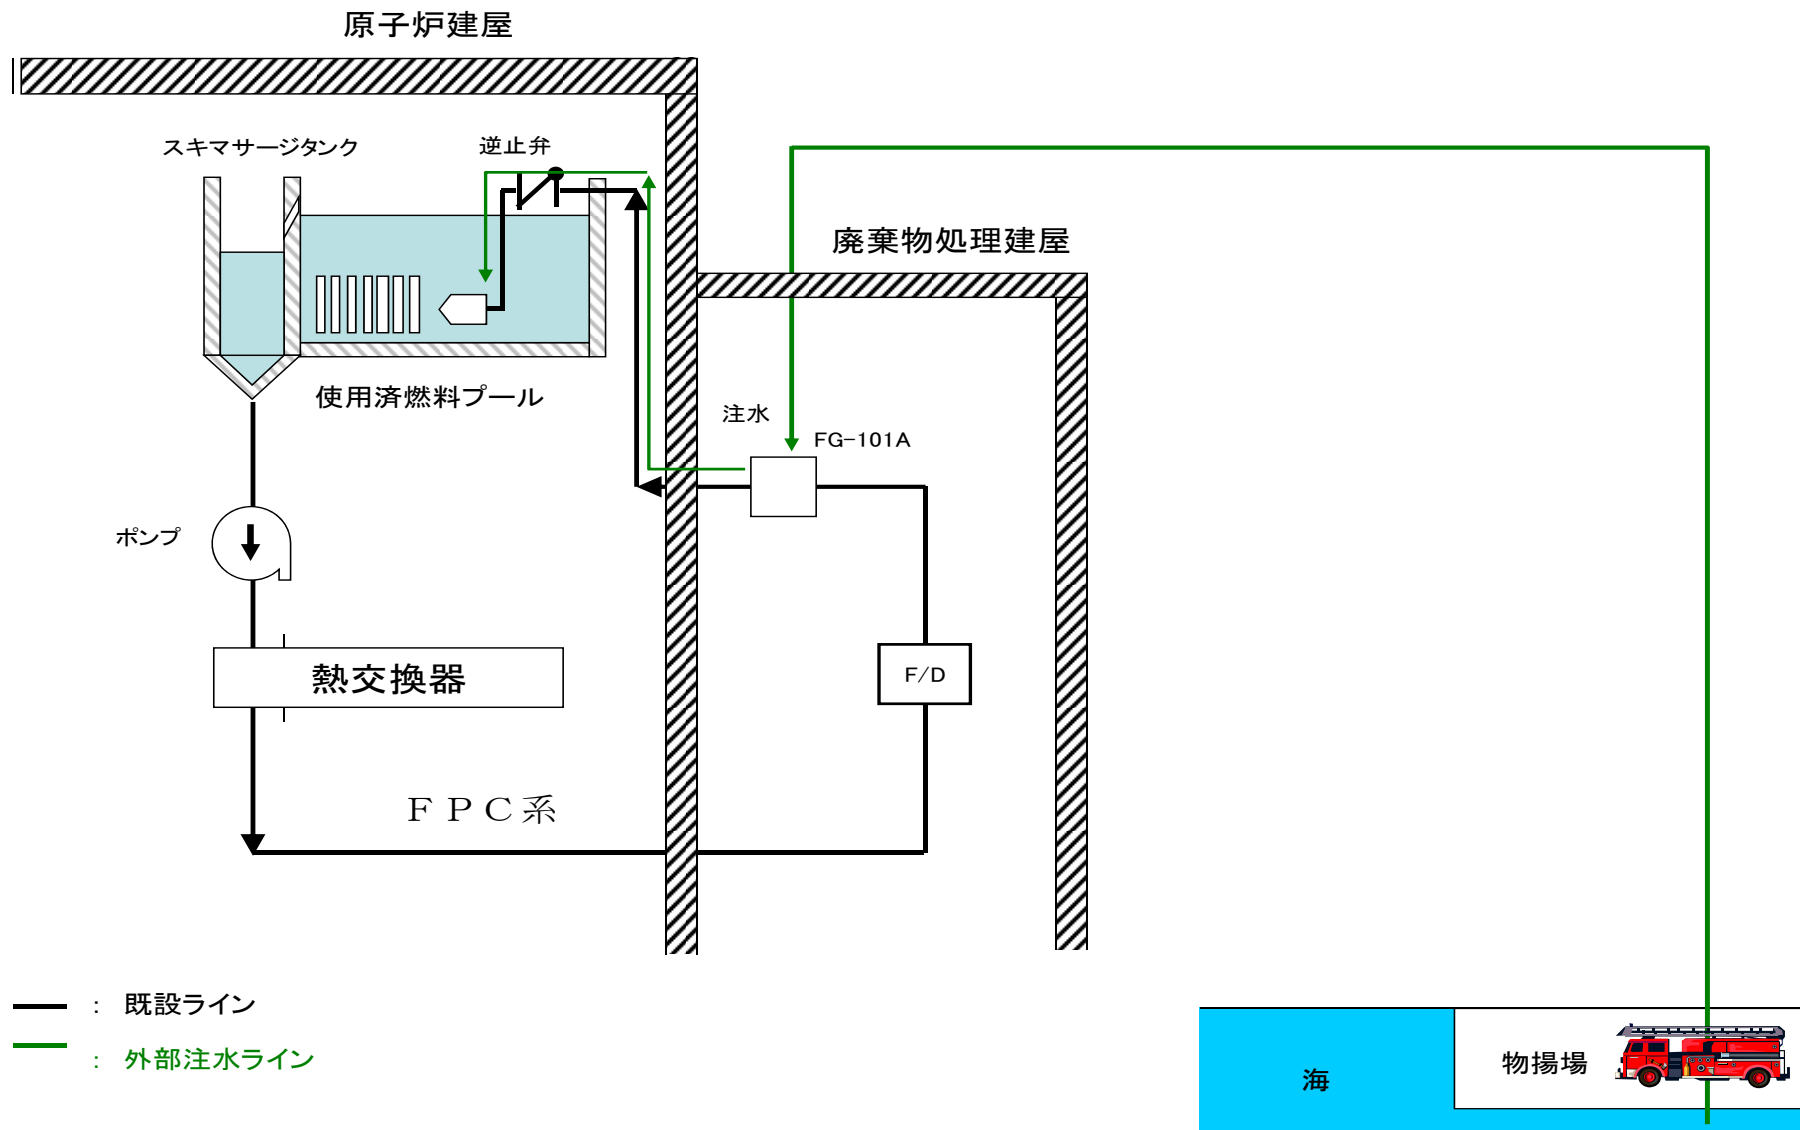 原子炉建屋
スキマサージタンク
逆止弁
廃棄物処理建屋
使用済燃料プール
注水
FG-101A
ポンプ
熱交換器
F/D
ＦＰＣ系
： 既設ライン
： 外部注水ライン
海
物揚場